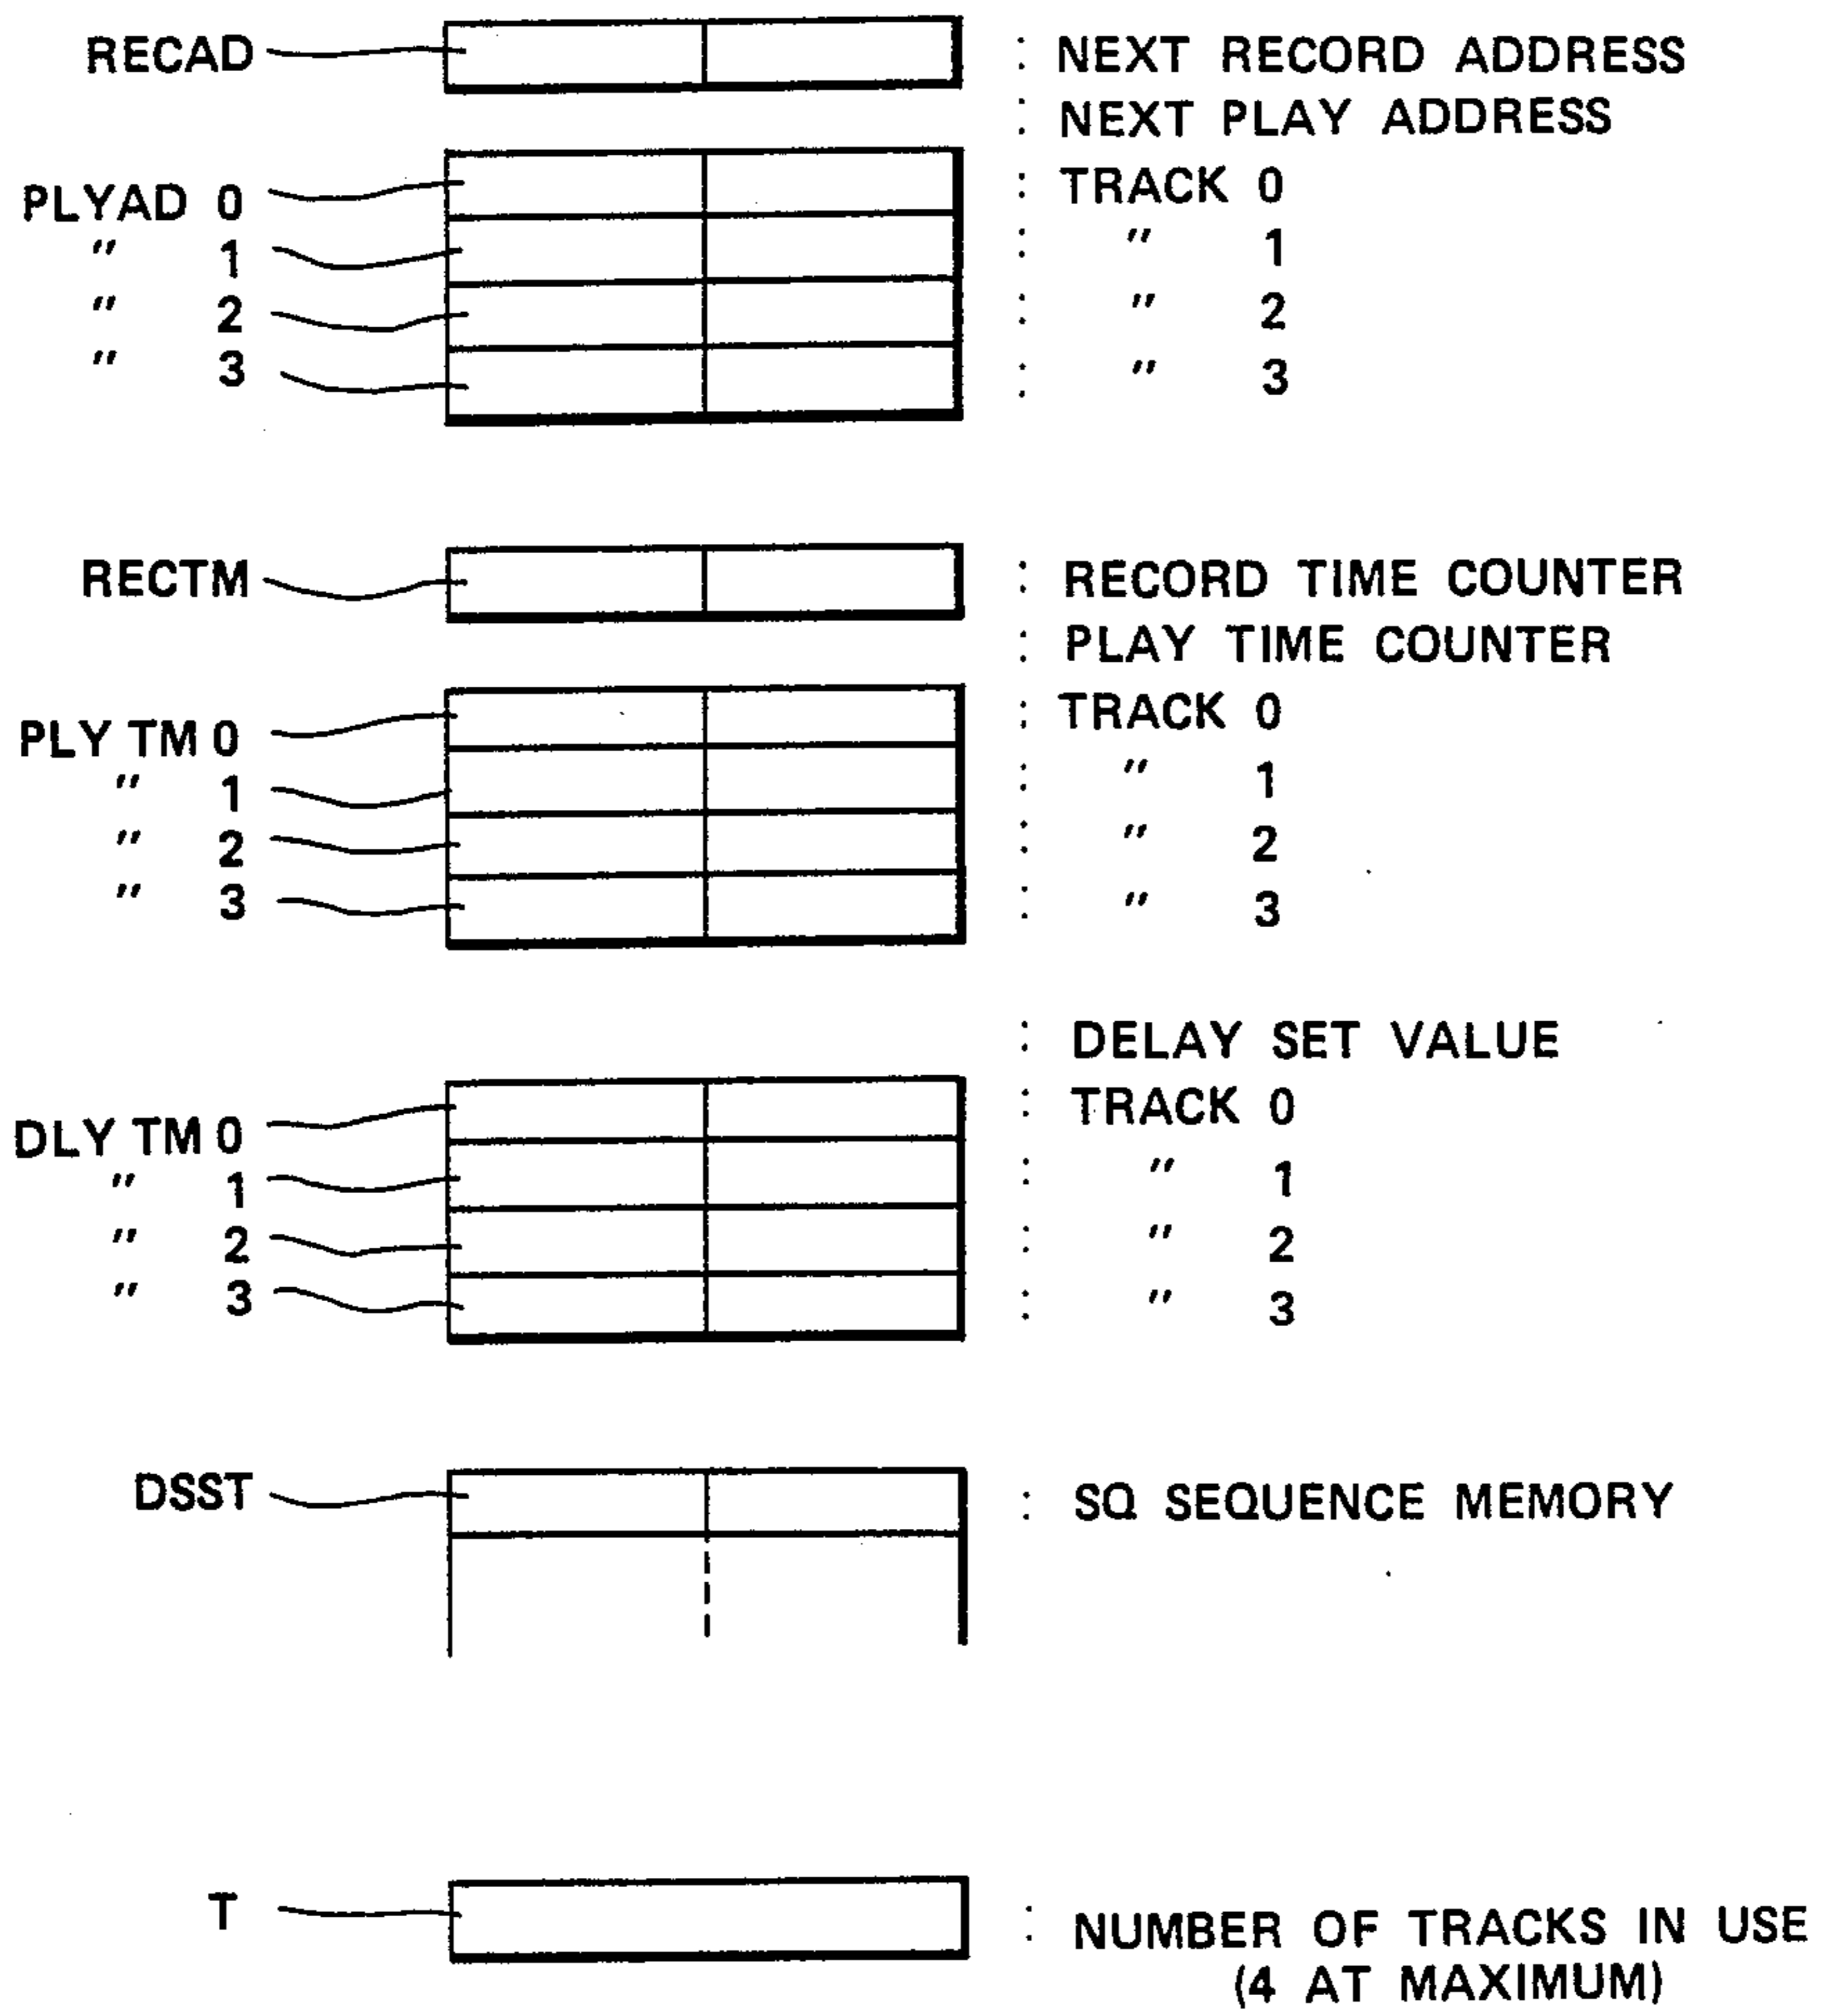 RECAD : NEXT RECORD ADDRESS
: NEXT PLAY ADDRESS
PLYAD 0 : TRACK 0
" 1 : " 1
" 2 : " 2
" 3 : " 3
RECTM : RECORD TIME COUNTER
: PLAY TIME COUNTER
PLY TM 0 : TRACK 0
" 1 : " 1
" 2 : " 2
" 3 : " 3
: DELAY SET VALUE
DLY TM 0 : TRACK 0
" 1 : " 1
" 2 : " 2
" 3 : " 3
DSST : SQ SEQUENCE MEMORY
T : NUMBER OF TRACKS IN USE
(4 AT MAXIMUM)